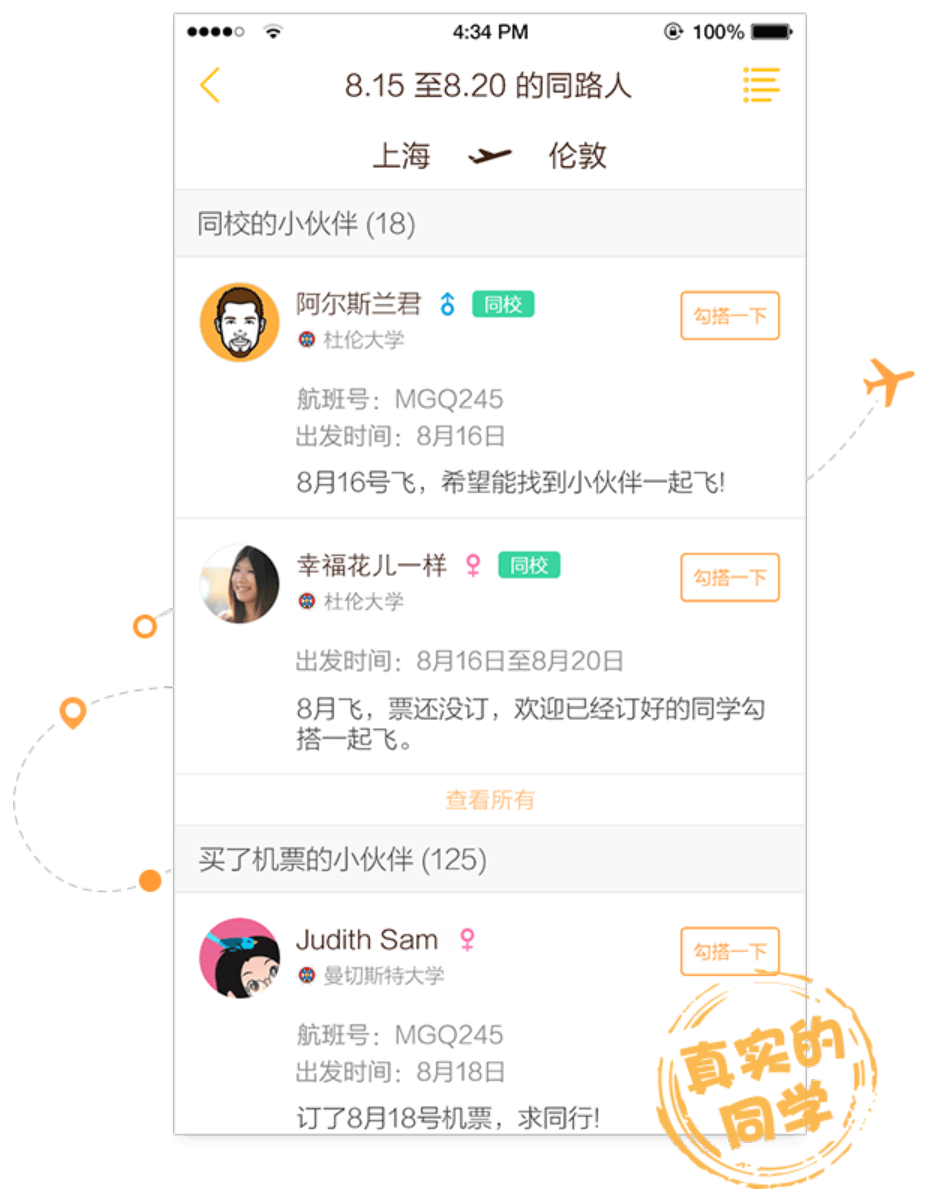 4:34 PM
100%
8.15 至8.20 的同路人
上海 伦敦
同校的小伙伴 (18)
阿尔斯兰君 同校
勾搭一下
杜伦大学
航班号：MGQ245
出发时间：8月16日
8月16号飞，希望能找到小伙伴一起飞!
幸福花儿一样 同校
勾搭一下
杜伦大学
出发时间：8月16日至8月20日
8月飞，票还没订，欢迎已经订好的同学勾
搭一起飞。
查看所有
买了机票的小伙伴 (125)
Judith Sam
勾搭一下
曼切斯特大学
航班号：MGQ245
出发时间：8月18日
订了8月18号机票，求同行!
真实的
同学